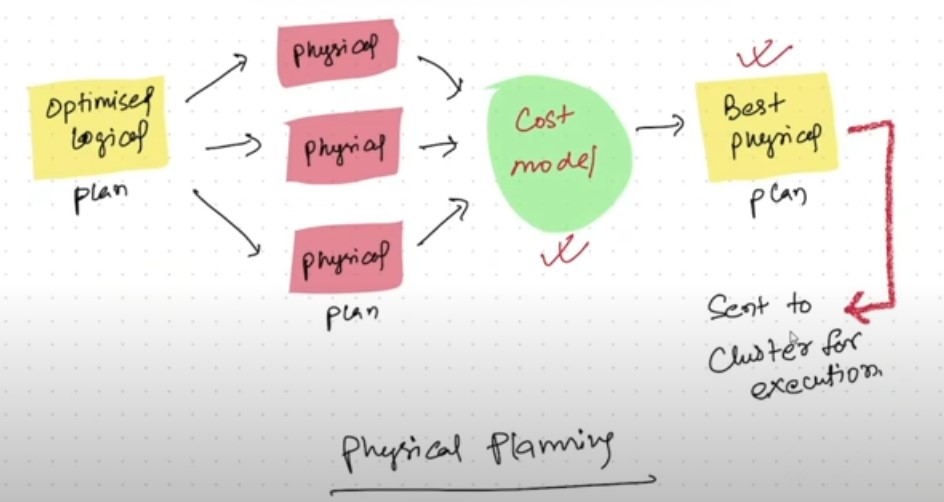 Optimised
Logical
plan
physical
physical
physical
plan
Cost
model
Best
physical
plan
Sent to
Cluster for
execution
Physical Planning